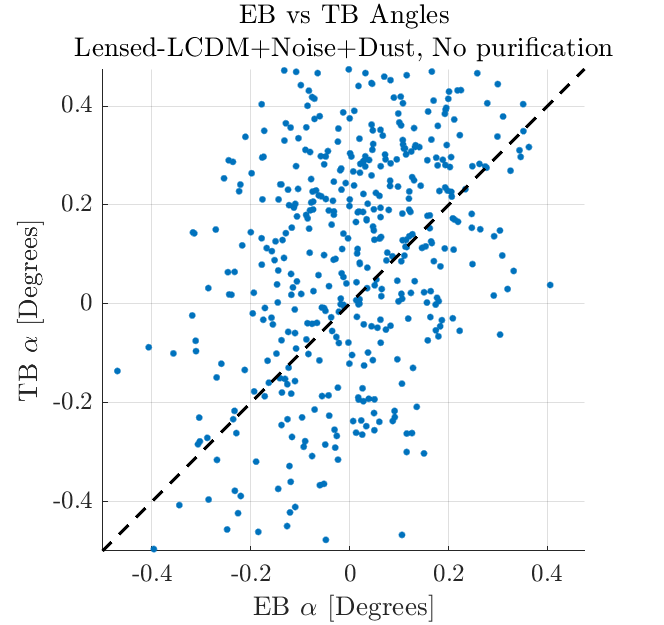 EB vs TB Angles
Lensed-LCDM+Noise+Dust, No purification
0.4
0.2
0
-0.2
-0.4
TB α [Degrees]
-0.4 -0.2 0 0.2 0.4
EB α [Degrees]